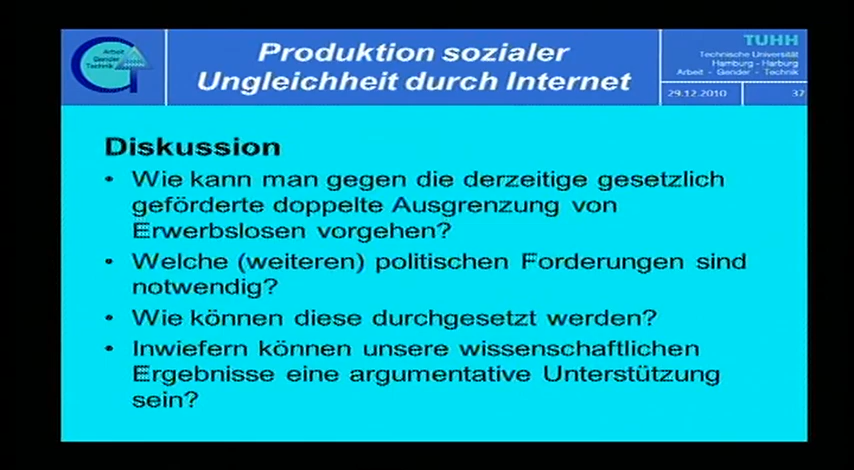 Arbeit
Gender
Technik
Produktion sozialer
Ungleichheit durch Internet
TUHH
Technische Universität
Hamburg - Harburg
Arbeit - Gender - Technik
29.12.2010
37
Diskussion
• Wie kann man gegen die derzeitige gesetzlich
geförderte doppelte Ausgrenzung von
Erwerbslosen vorgehen?
• Welche (weiteren) politischen Forderungen sind
notwendig?
• Wie können diese durchgesetzt werden?
• Inwiefern können unsere wissenschaftlichen
Ergebnisse eine argumentative Unterstützung
sein?